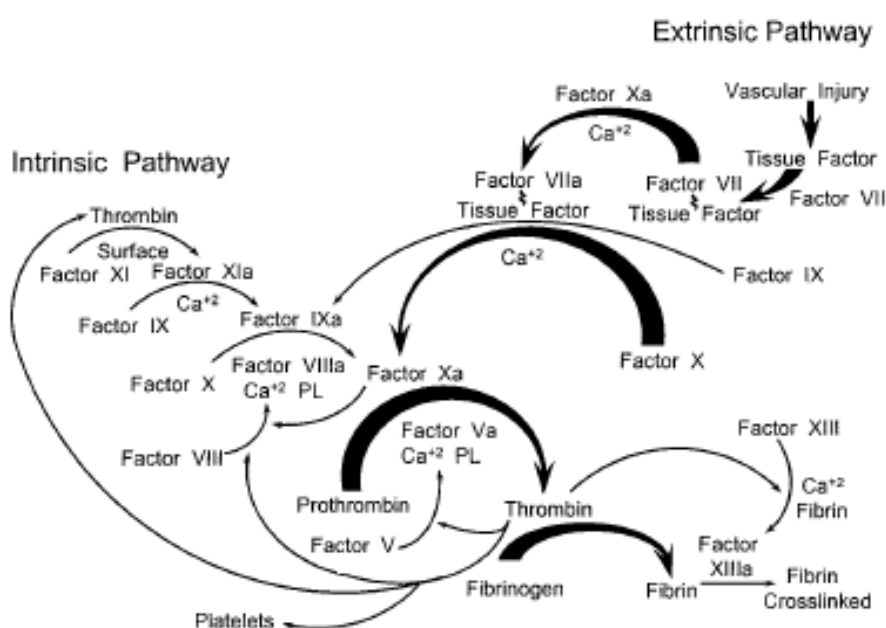 Extrinsic Pathway
Factor Xa
Vascular Injury
Ca+2
Intrinsic Pathway
Tissue Factor
Factor VIIa
Factor VII
Factor VII
Tissue Factor
Tissue Factor
Thrombin
Surface
Ca+2
Factor XI
Factor XIa
Factor IX
Ca+2
Factor IX
Factor IXa
Factor X
Factor VIIIa
Ca+2 PL
Factor Xa
Factor X
Factor Va
Ca+2 PL
Factor XIII
Factor VIII
Ca+2
Fibrin
Prothrombin
Thrombin
Factor V
Factor
XIIIa
Fibrinogen
Fibrin
Fibrin
Crosslinked
Platelets